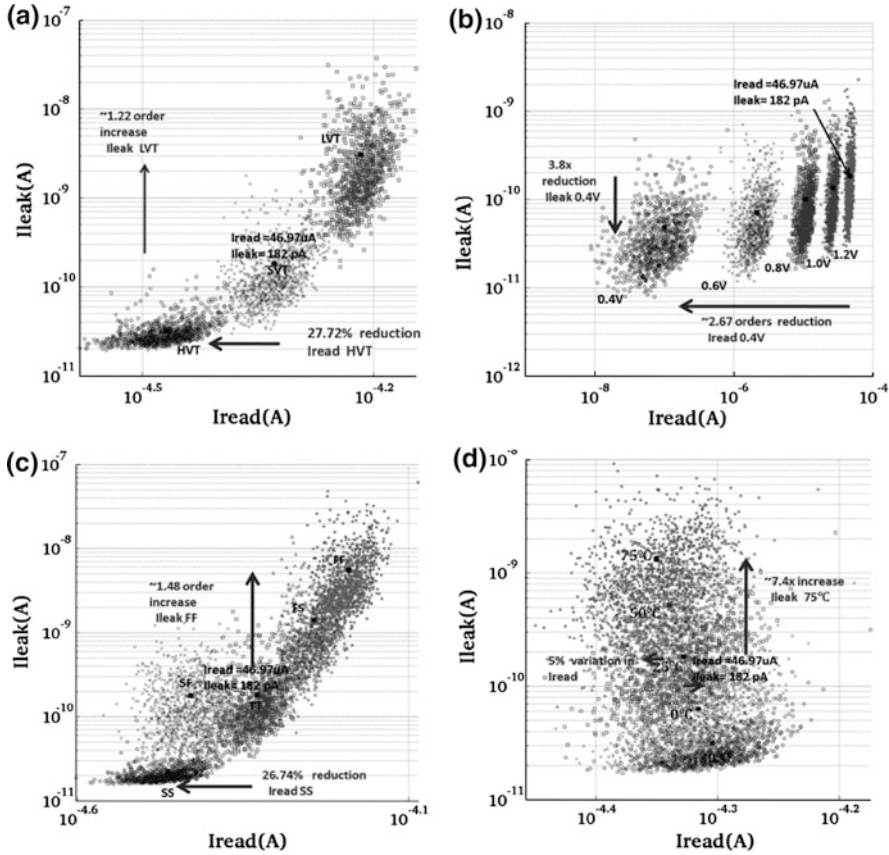 (a)
10^-7
10^-8
10^-9
10^-10
10^-11
Ileak(A)
~1.22 order
increase
Ileak LVT
LVT
Iread =46.97uA
Ileak= 182 pA
SVT
HVT
27.72% reduction
Iread HVT
10^-4.5
10^-4.2
Iread(A)
(b)
10^-8
10^-9
10^-10
10^-11
10^-12
Ileak(A)
Iread=46.97uA
Ileak= 182 pA
3.8x
reduction
Ileak 0.4V
0.4V
0.6V
0.8V
1.0V
1.2V
~2.67 orders reduction
Iread 0.4V
10^-8
10^-6
10^-4
Iread(A)
(c)
10^-7
10^-8
10^-9
10^-10
10^-11
Ileak(A)
~1.48 order
increase
Ileak FF
FF
FS
Iread =46.97uA
Ileak= 182 pA
SF
TT
SS
26.74% reduction
Iread SS
10^-4.6
10^-4.1
Iread(A)
(d)
10^-9
10^-10
10^-11
Ileak(A)
75°C
50°C
~7.4x increase
Ileak 75°C
5% variation in
Iread
Iread=46.97uA
Ileak= 182 pA
0°C
10^-4.4
10^-4.3
10^-4.2
Iread(A)